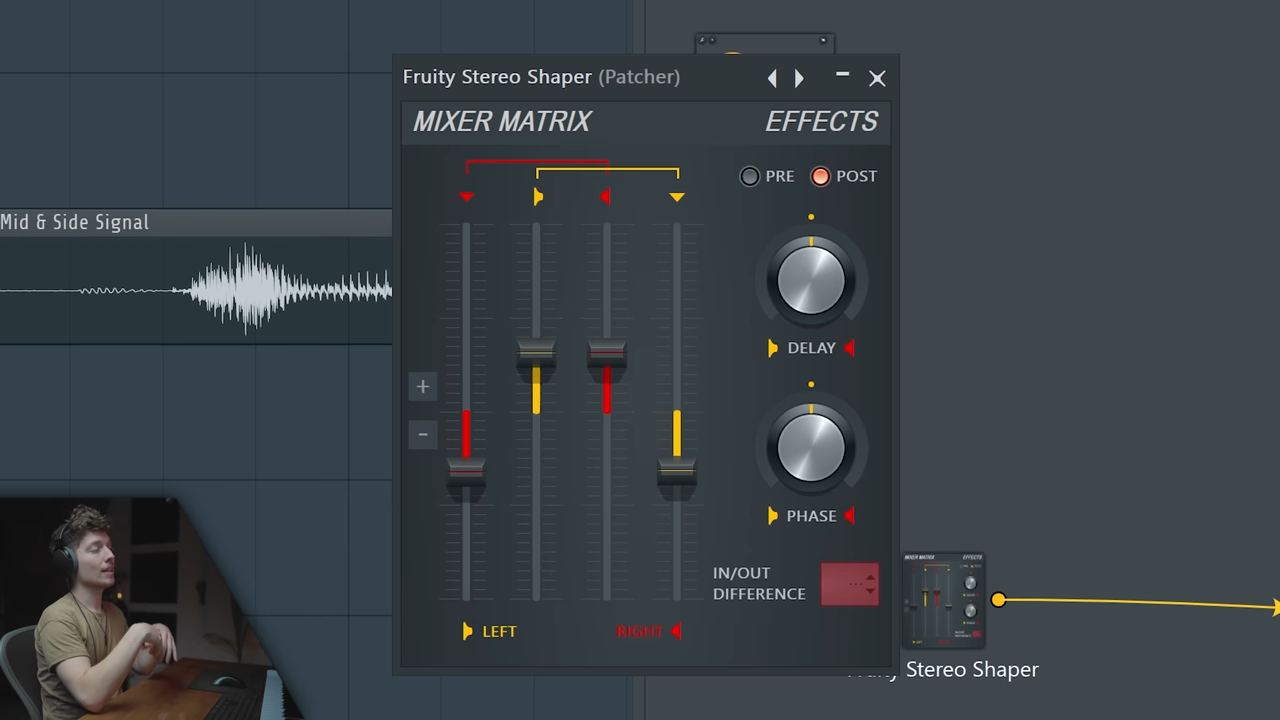 Fruity Stereo Shaper (Patcher)
MIXER MATRIX
EFFECTS
PRE
POST
Mid & Side Signal
+
DELAY
-
PHASE
IN/OUT
DIFFERENCE
LEFT
RIGHT
Fruity Stereo Shaper